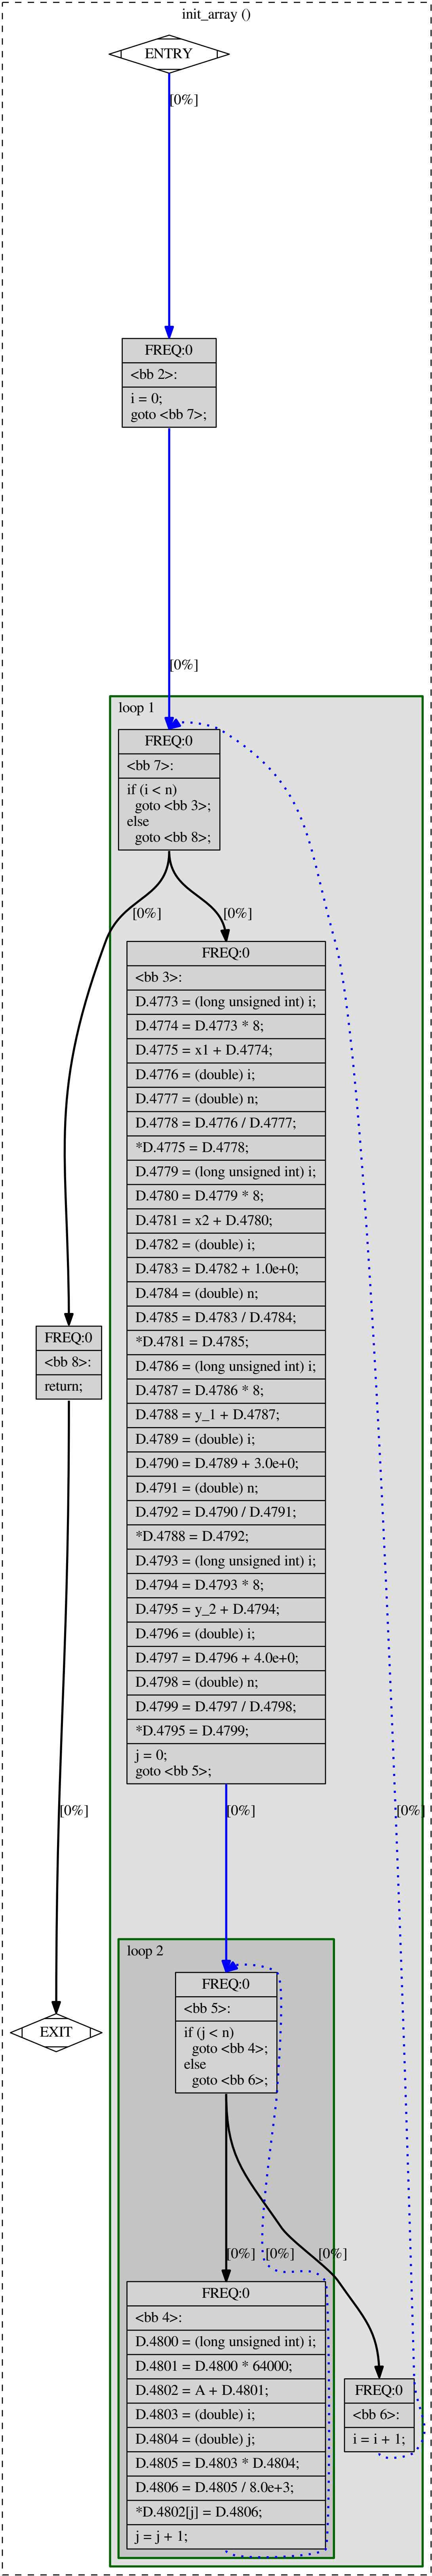 init_array ()
ENTRY
[0%]
FREQ:0
<bb 2>:
i = 0;
goto <bb 7>;
[0%]
loop 1
FREQ:0
<bb 7>:
if (i < n)
goto <bb 3>;
else
goto <bb 8>;
[0%]
[0%]
FREQ:0
<bb 3>:
D.4773 = (long unsigned int) i;
D.4774 = D.4773 * 8;
D.4775 = x1 + D.4774;
D.4776 = (double) i;
D.4777 = (double) n;
D.4778 = D.4776 / D.4777;
*D.4775 = D.4778;
D.4779 = (long unsigned int) i;
D.4780 = D.4779 * 8;
D.4781 = x2 + D.4780;
D.4782 = (double) i;
D.4783 = D.4782 + 1.0e+0;
D.4784 = (double) n;
D.4785 = D.4783 / D.4784;
*D.4781 = D.4785;
D.4786 = (long unsigned int) i;
D.4787 = D.4786 * 8;
D.4788 = y_1 + D.4787;
D.4789 = (double) i;
D.4790 = D.4789 + 3.0e+0;
D.4791 = (double) n;
D.4792 = D.4790 / D.4791;
*D.4788 = D.4792;
D.4793 = (long unsigned int) i;
D.4794 = D.4793 * 8;
D.4795 = y_2 + D.4794;
D.4796 = (double) i;
D.4797 = D.4796 + 4.0e+0;
D.4798 = (double) n;
D.4799 = D.4797 / D.4798;
*D.4795 = D.4799;
j = 0;
goto <bb 5>;
FREQ:0
<bb 8>:
return;
[0%]
[0%]
[0%]
loop 2
FREQ:0
<bb 5>:
if (j < n)
goto <bb 4>;
else
goto <bb 6>;
EXIT
[0%]
[0%]
[0%]
FREQ:0
<bb 4>:
D.4800 = (long unsigned int) i;
D.4801 = D.4800 * 64000;
D.4802 = A + D.4801;
D.4803 = (double) i;
D.4804 = (double) j;
D.4805 = D.4803 * D.4804;
D.4806 = D.4805 / 8.0e+3;
*D.4802[j] = D.4806;
j = j + 1;
FREQ:0
<bb 6>:
i = i + 1;